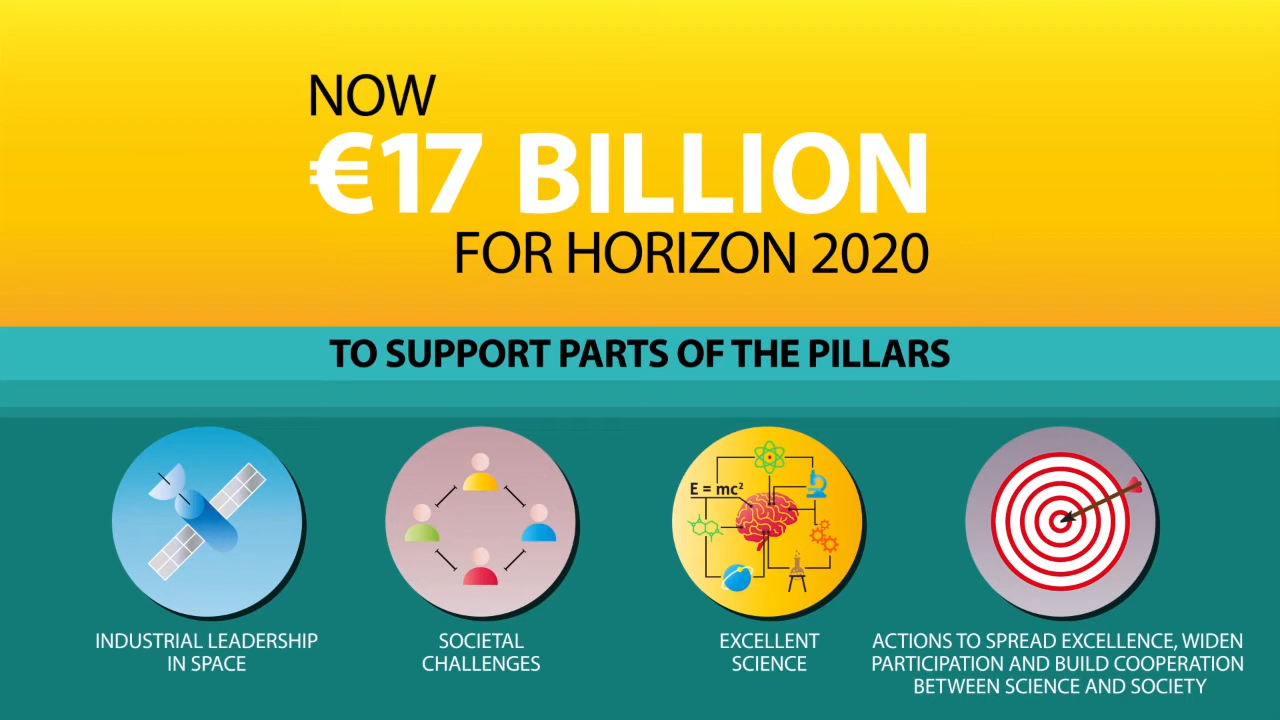 NOW
€17 BILLION
FOR HORIZON 2020
TO SUPPORT PARTS OF THE PILLARS
E = mc²
INDUSTRIAL LEADERSHIP
IN SPACE
SOCIETAL
CHALLENGES
EXCELLENT
SCIENCE
ACTIONS TO SPREAD EXCELLENCE, WIDEN
PARTICIPATION AND BUILD COOPERATION
BETWEEN SCIENCE AND SOCIETY